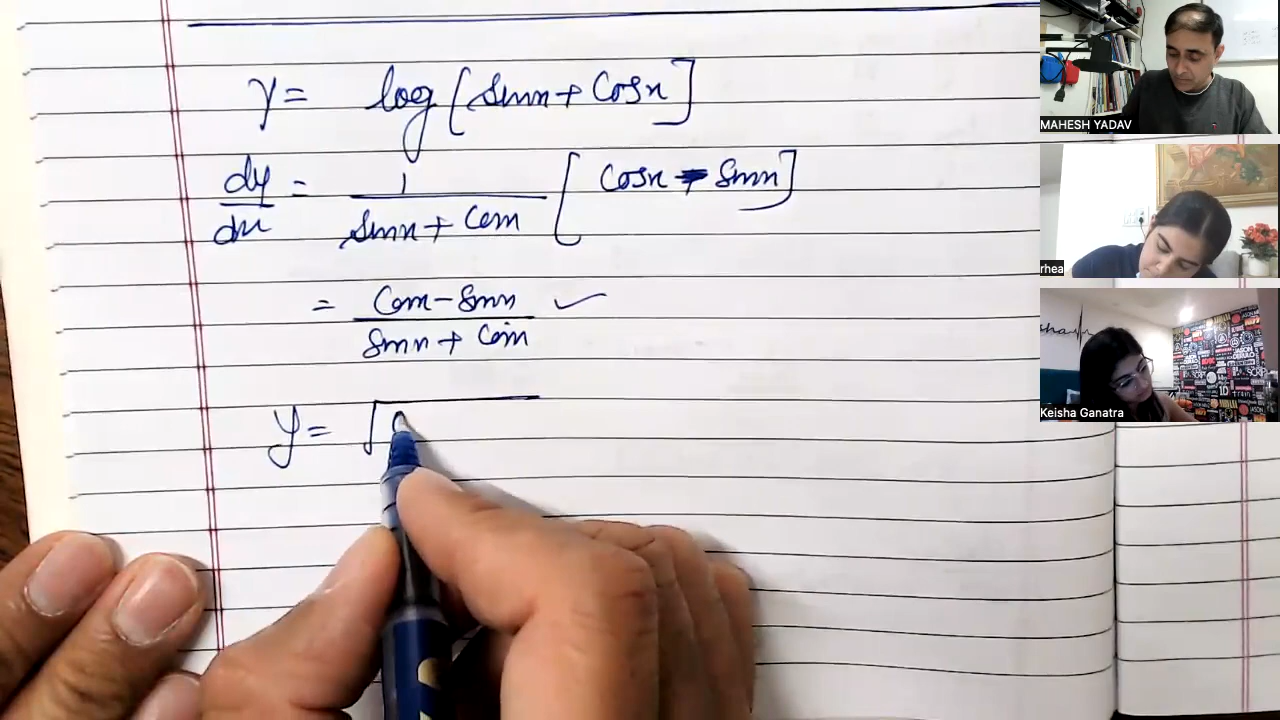 y = log [sinx + cosx]
dy/dx = 1/(sinx + cosx) [cosx - sinx]
= (cosx - sinx)/(sinx + cosx) ✓
y = √
MAHESH YADAV
rhea
Keisha Ganatra